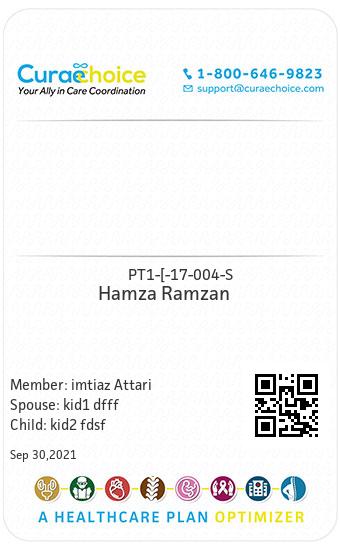 Curaechoice
Your Ally in Care Coordination
1-800-646-9823
support@curaechoice.com
PT1-[-17-004-S
Hamza Ramzan
Member: imtiaz Attari
Spouse: kid1 dfff
Child: kid2 fdsf
Sep 30,2021
A HEALTHCARE PLAN OPTIMIZER